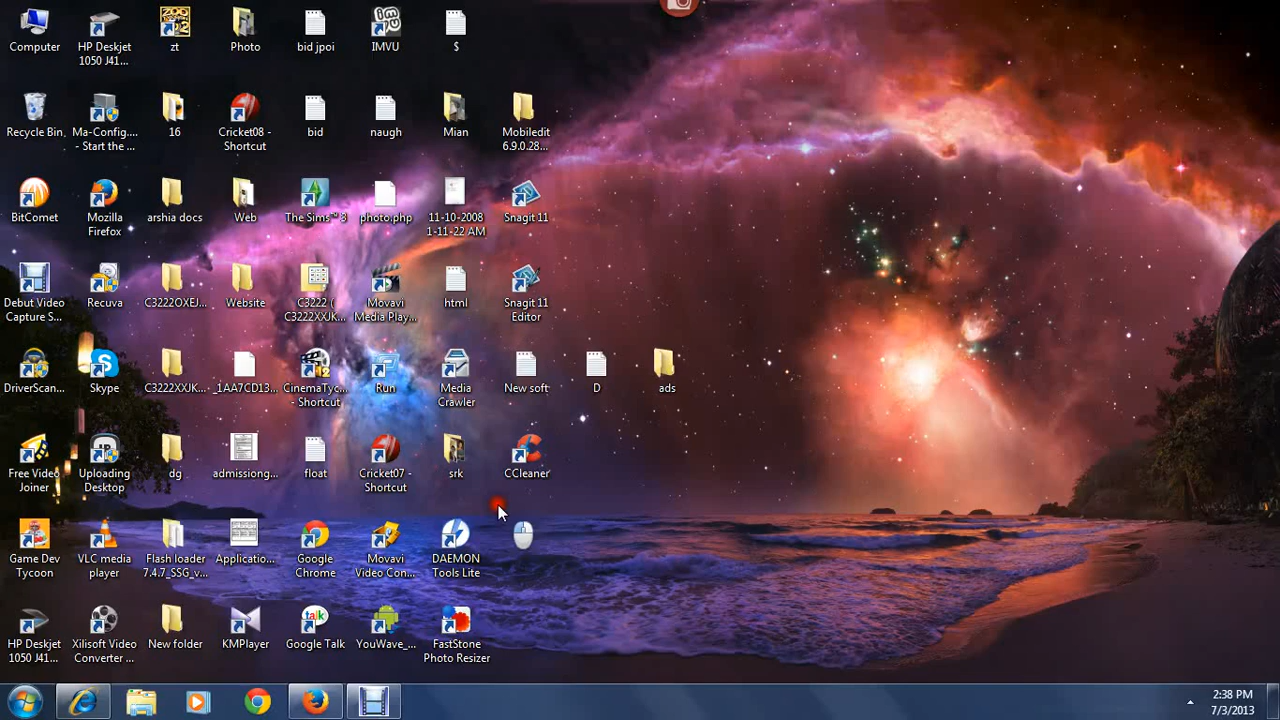 Computer
HP Deskjet
1050 J41...
zt
Photo
bid jpoi
IMVU
$
Recycle Bin
Ma-Config....
- Start the ...
16
Cricket08 -
Shortcut
bid
naugh
Mian
Mobiledit
6.9.0.28...
BitComet
Mozilla
Firefox
arshia docs
Web
The Sims™ 3
photo.php
11-10-2008
1-11-22 AM
Snagit 11
Debut Video
Capture S...
Recuva
C3222OXEJ...
Website
C3222 (
C3222XXJK...
Movavi
Media Play...
html
Snagit 11
Editor
DriverScan...
Skype
C3222XXJK...
_1AA7CD13...
CinemaTyc...
- Shortcut
Run
Media
Crawler
New soft
D
ads
Free Video
Joiner
Uploading
Desktop
dg
admissiong...
float
Cricket07 -
Shortcut
srk
CCleaner
Game Dev
Tycoon
VLC media
player
Flash loader
7.4.7_SSG_v...
Applicatio...
Google
Chrome
Movavi
Video Con...
DAEMON
Tools Lite
HP Deskjet
1050 J41...
Xilisoft Video
Converter ...
New folder
KMPlayer
talk
Google Talk
YouWave_...
FastStone
Photo Resizer
2:38 PM
7/3/2013